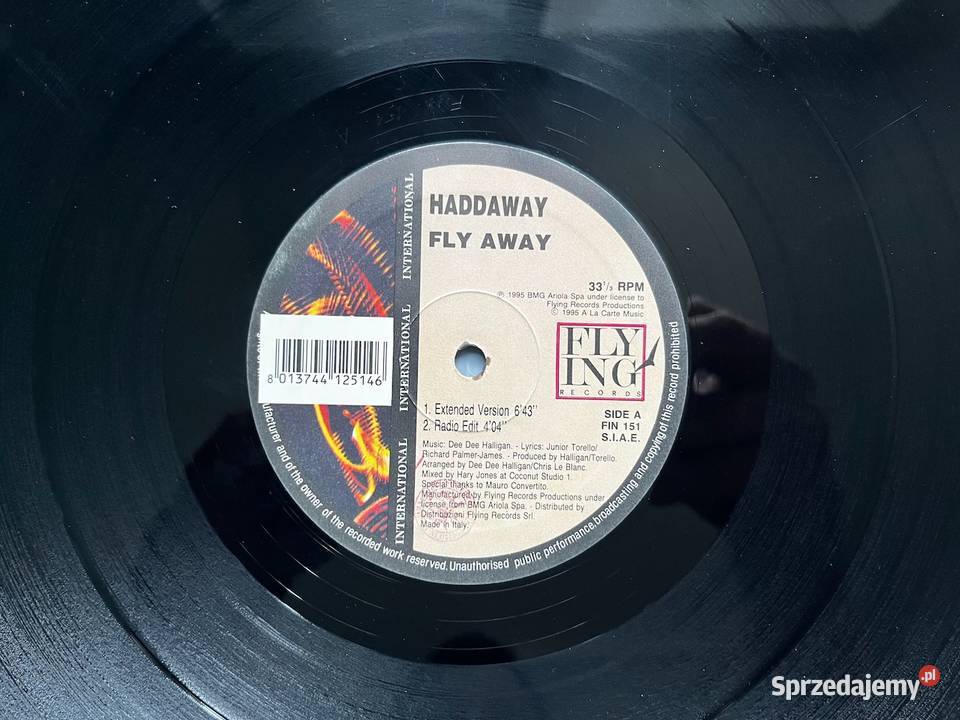 HADDAWAY
FLY AWAY
33 1/3 RPM
℗ 1995 BMG Ariola Spa under license to
Flying Records Productions
© 1995 A La Carte Music
FLY
ING
RECORDS
SIDE A
FIN 151
S.I.A.E.
1. Extended Version 6'43"
2. Radio Edit 4'04"
Music: Dee Dee Halligan. - Lyrics: Junior Torello/
Richard Palmer-James. - Produced by Halligan/Torello.
Arranged by Dee Dee Halligan/Chris Le Blanc.
Mixed by Hary Jones at Coconut Studio 1.
Special thanks to Mauro Convertito.
Manufactured by Flying Records Productions under
license from BMG Ariola Spa. - Distributed by
Distribuzioni Flying Records Srl.
Made in Italy.
INTERNATIONAL
INTERNATIONAL
INTERNATIONAL
8 013744 125146
and of the owner of the recorded work reserved. Unauthorised public performance, broadcasting and copying of this record prohibited
Sprzedajemy.pl